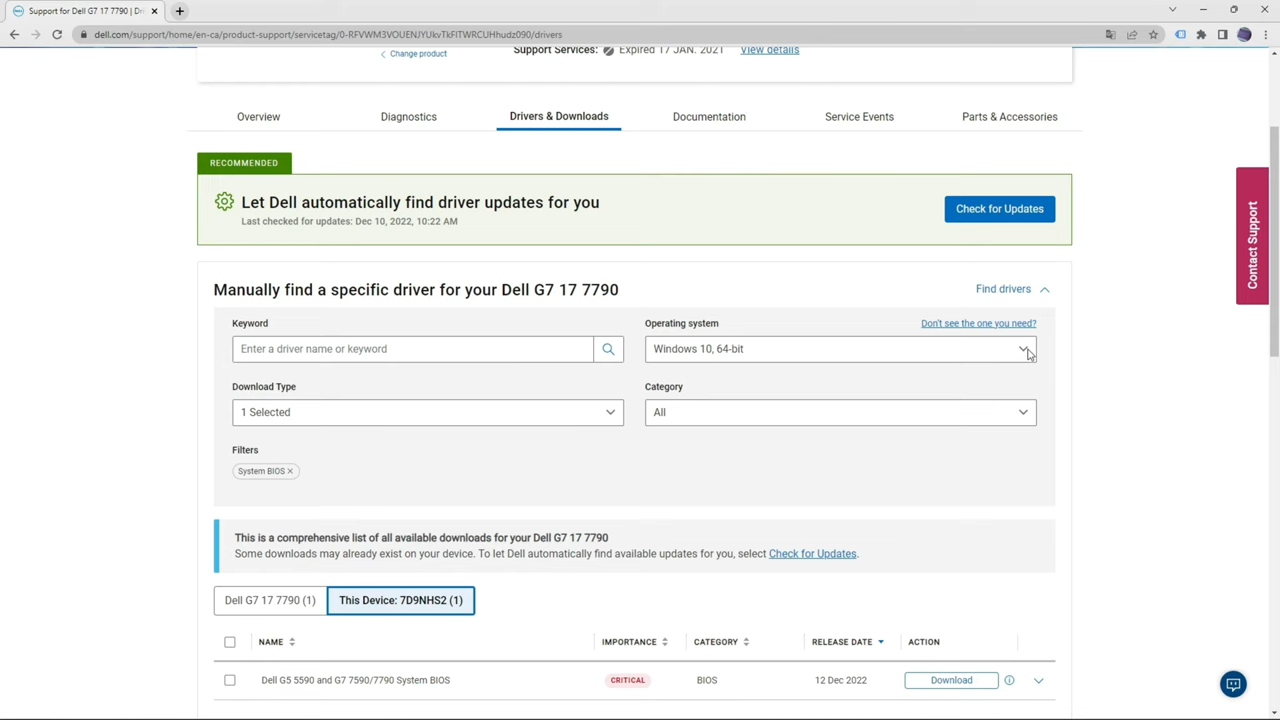 Support for Dell G7 17 7790 | Dri
dell.com/support/home/en-ca/product-support/servicetag/0-RFVWM3VOUENJYUkvTkFITWRCUHhudz090/drivers
Change product
Support Services: Expired 17 JAN. 2021 View details
Overview
Diagnostics
Drivers & Downloads
Documentation
Service Events
Parts & Accessories
RECOMMENDED
Let Dell automatically find driver updates for you
Last checked for updates: Dec 10, 2022, 10:22 AM
Check for Updates
Contact Support
Manually find a specific driver for your Dell G7 17 7790
Find drivers
Keyword
Enter a driver name or keyword
Operating system
Don't see the one you need?
Windows 10, 64-bit
Download Type
1 Selected
Category
All
Filters
System BIOS ×
This is a comprehensive list of all available downloads for your Dell G7 17 7790
Some downloads may already exist on your device. To let Dell automatically find available updates for you, select Check for Updates.
Dell G7 17 7790 (1)
This Device: 7D9NHS2 (1)
NAME
IMPORTANCE
CATEGORY
RELEASE DATE
ACTION
Dell G5 5590 and G7 7590/7790 System BIOS
CRITICAL
BIOS
12 Dec 2022
Download